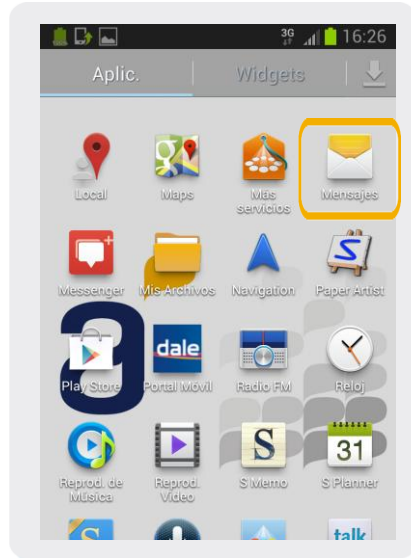 3G 16:26
Aplic. Widgets
Local Maps Más servicios Mensajes
Messenger Mis Archivos Navigation Paper Artist
dale
Play Store Portal Móvil Radio FM Reloj
S 31
Reprod. de Música Reprod. Video S Memo S Planner
S talk